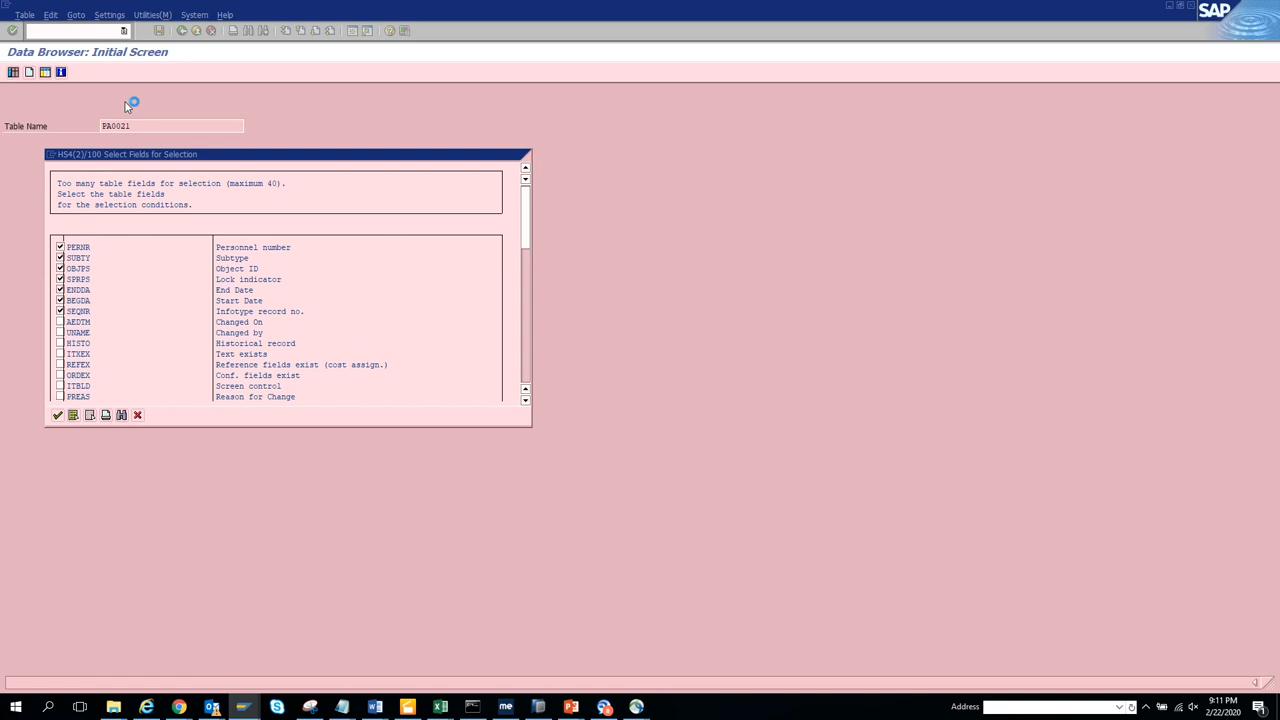 Table Edit Goto Settings Utilities(M) System Help
SAP
Data Browser: Initial Screen
Table Name PA0021
HS4(2)/100 Select Fields for Selection
Too many table fields for selection (maximum 40).
Select the table fields
for the selection conditions.
PERNR Personnel number
SUBTY Subtype
OBJPS Object ID
SPRPS Lock indicator
ENDDA End Date
BEGDA Start Date
SEQNR Infotype record no.
AEDTM Changed On
UNAME Changed by
HISTO Historical record
ITXEX Text exists
REFEX Reference fields exist (cost assign.)
ORDEX Conf. fields exist
ITBLD Screen control
PREAS Reason for Change
me
Address
9:11 PM
2/22/2020